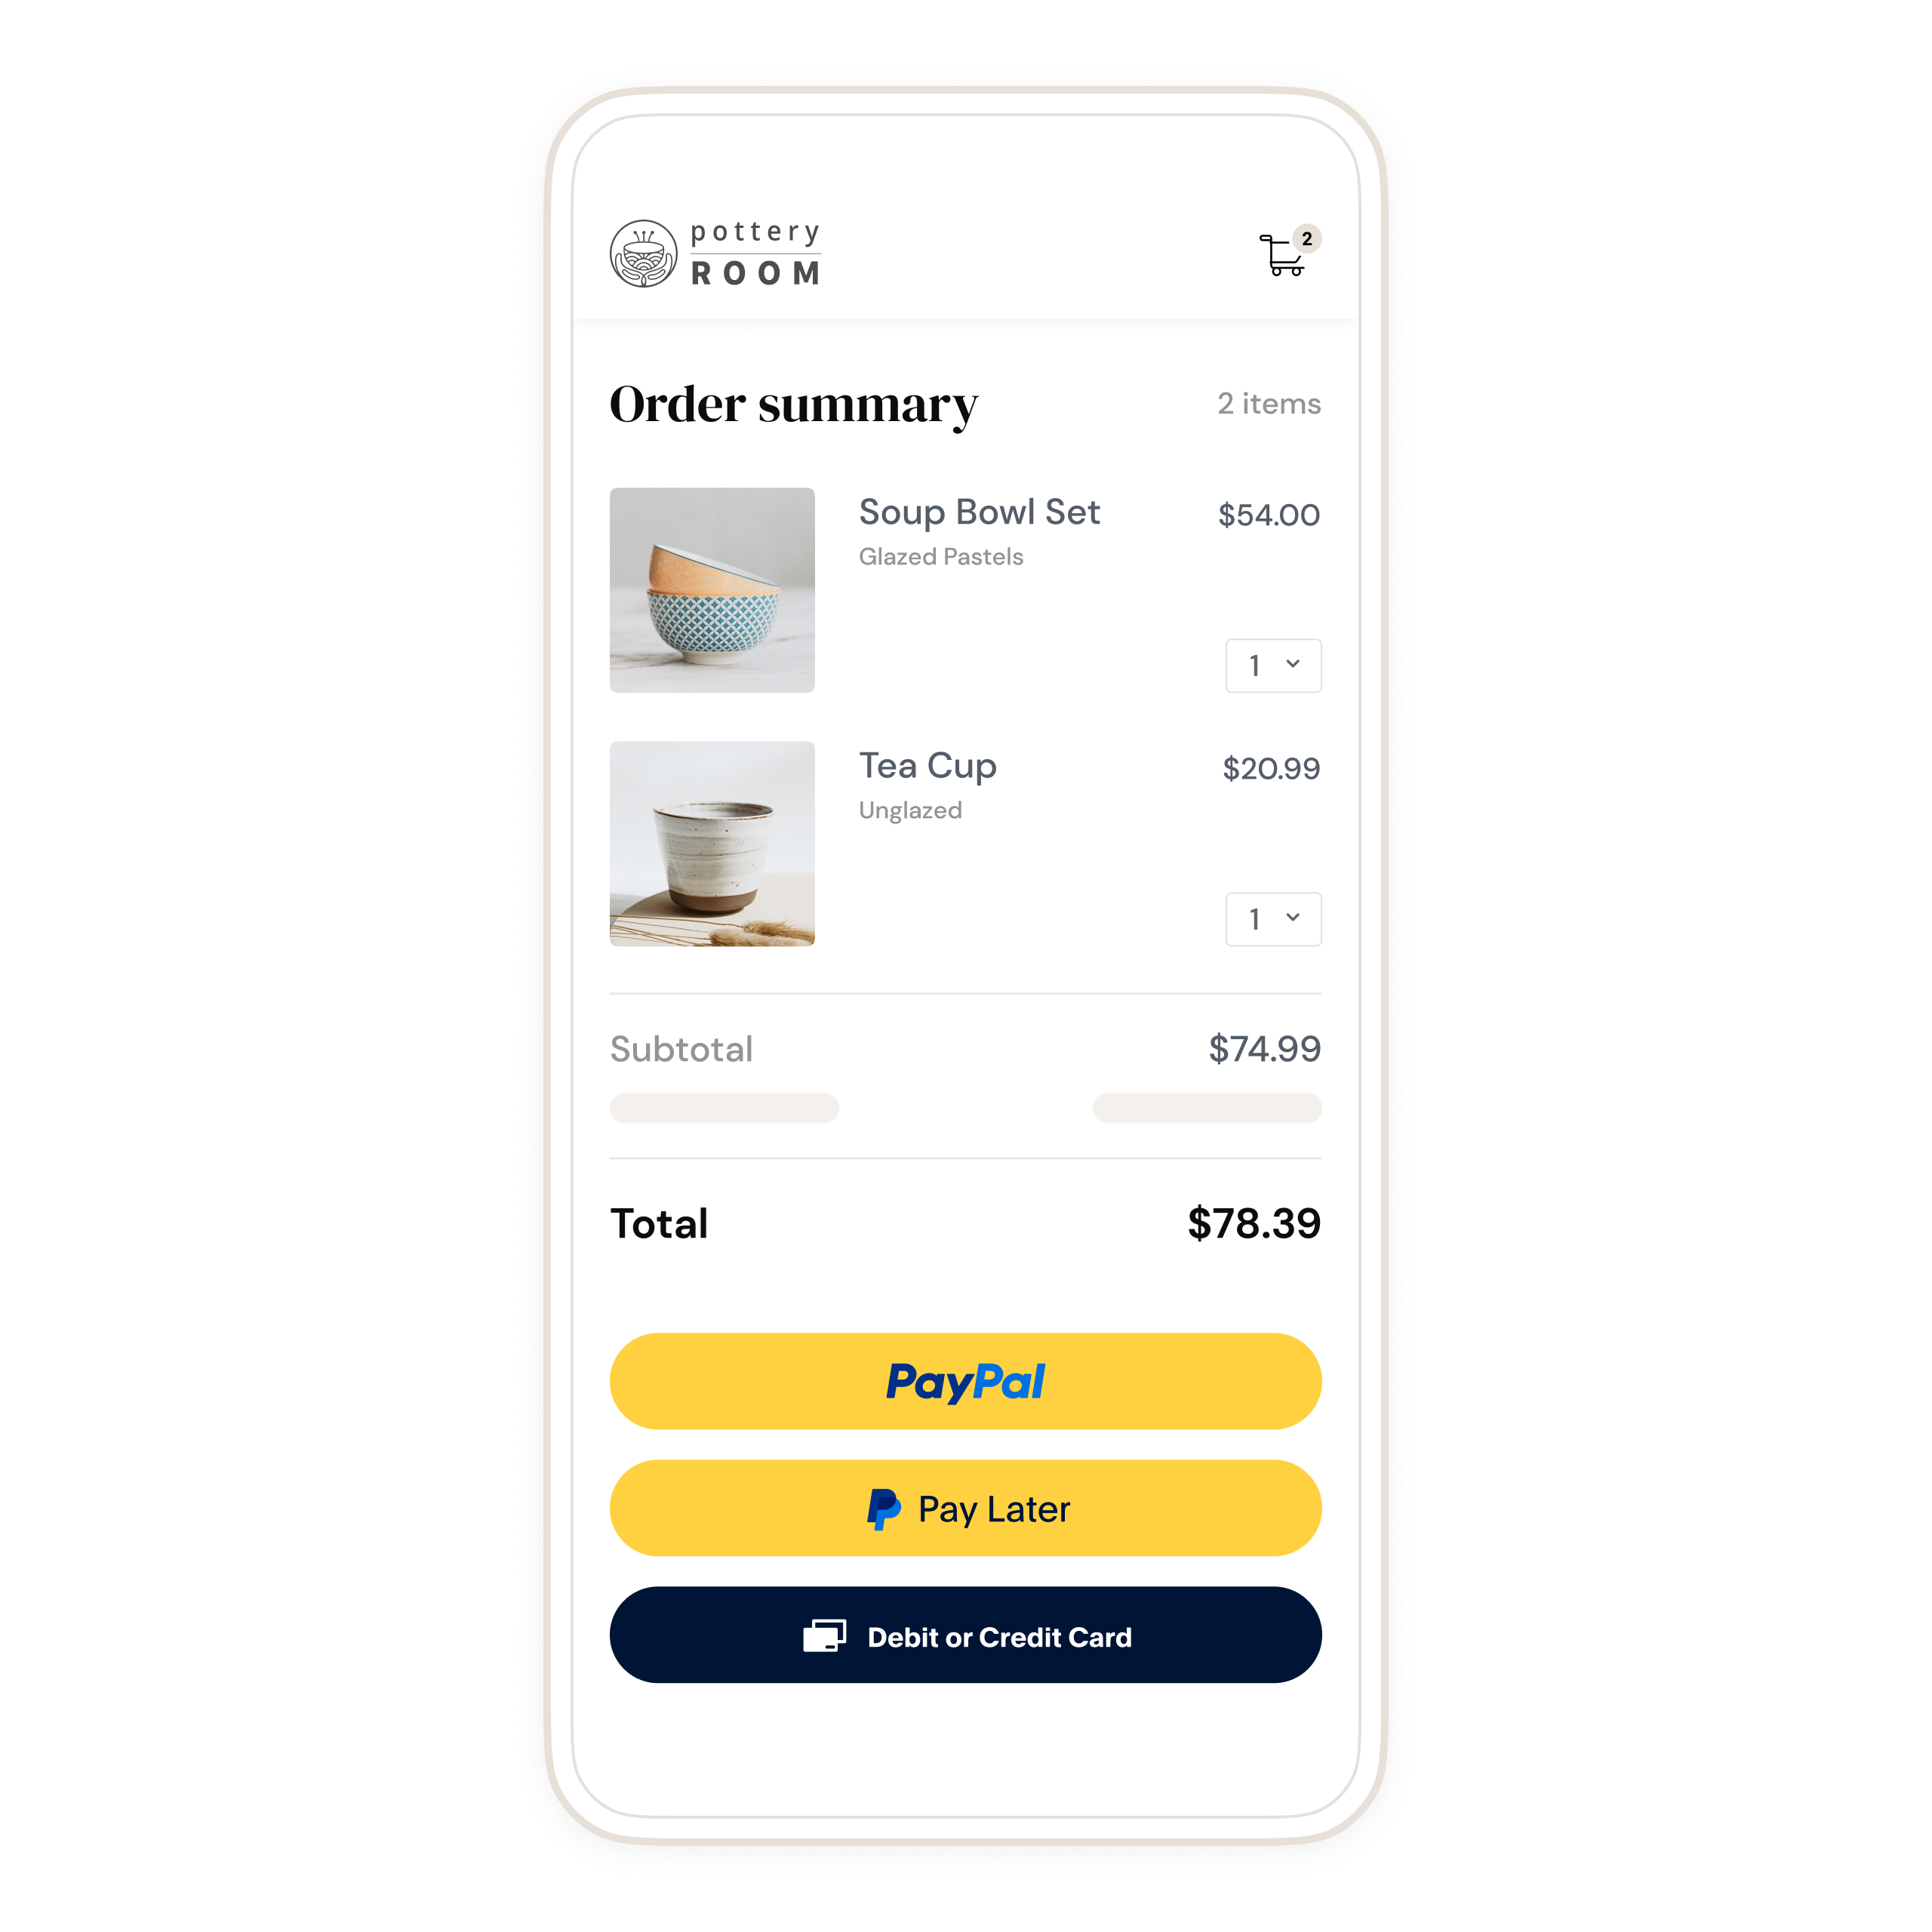 pottery
ROOM
2
Order summary
2 items
Soup Bowl Set
$54.00
Glazed Pastels
1
Tea Cup
$20.99
Unglazed
1
Subtotal
$74.99
Total
$78.39
PayPal
Pay Later
Debit or Credit Card